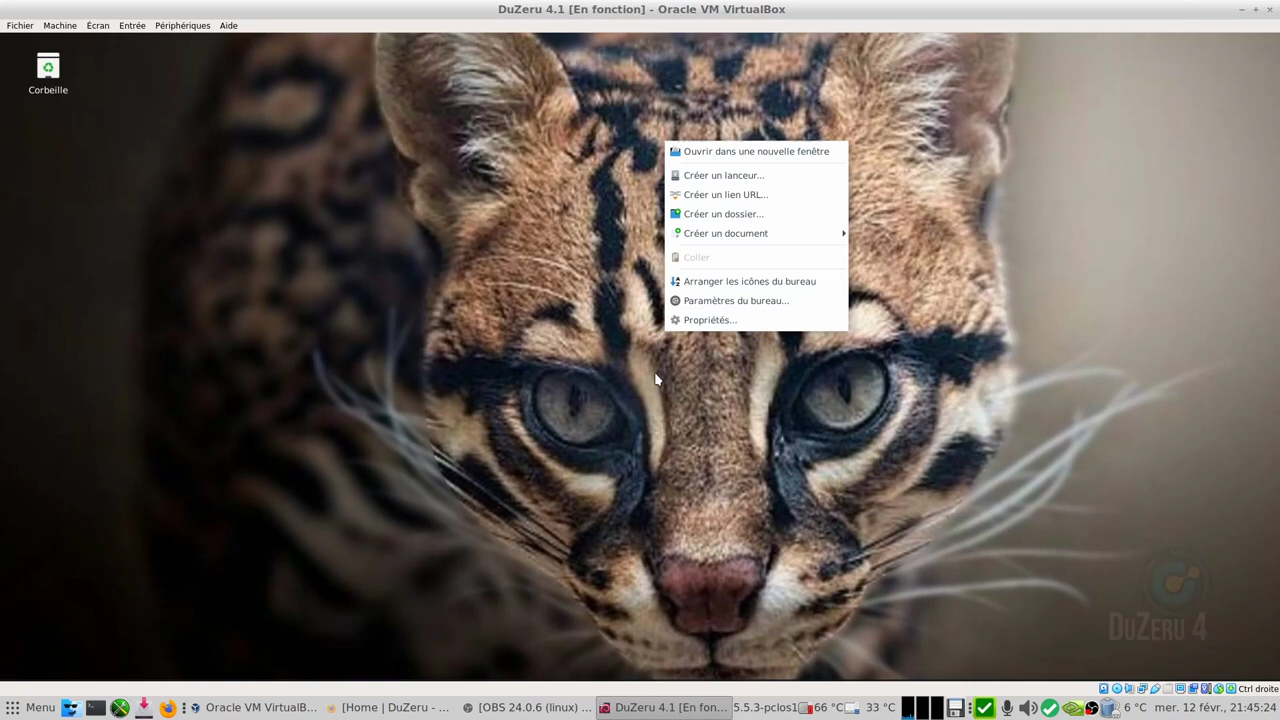 DuZeru 4.1 [En fonction] - Oracle VM VirtualBox
Fichier Machine Écran Entrée Périphériques Aide
Corbeille
Ouvrir dans une nouvelle fenêtre
Créer un lanceur...
Créer un lien URL...
Créer un dossier...
Créer un document
Coller
Arranger les icônes du bureau
Paramètres du bureau...
Propriétés...
DuZeru 4
Ctrl droite
Menu Oracle VM VirtualB... [Home | Duzeru - ... [OBS 24.0.6 (linux) ... DuZeru 4.1 [En fon... 5.5.3-pclos1 66 °C 33 °C 6 °C mer. 12 févr., 21:45:24